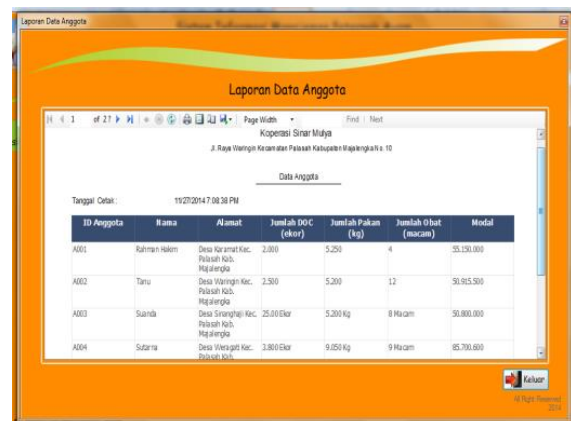 Laporan Data Anggota
Laporan Data Anggota
1 of 2? Page Width Find | Next
Koperasi Sinar Mulya
Jl. Raya Waringin Kecamatan Palasah Kabupaten Majalengka No. 10
Data Anggota
Tanggal Cetak : 11/27/2014 7:08:38 PM
ID Anggota Nama Alamat Jumlah DOC (ekor) Jumlah Pakan (kg) Jumlah Obat (macam) Modal
A001 Rahman Hakim Desa Karamat Kec. Palasah Kab. Majalengka 2.000 5.250 4 55.150.000
A002 Tanu Desa Waringin Kec. Palasah Kab. Majalengka 2.500 5.200 12 50.915.500
A003 Suanda Desa Sinanghaji Kec. Palasah Kab. Majalengka 25.00 Ekor 5.200 Kg 8 Macam 50.800.000
A004 Sutarna Desa Weragati Kec. Palasah Kab. 3.800 Ekor 9.050 Kg 9 Macam 85.700.600
Keluar
All Right Reserved
2014